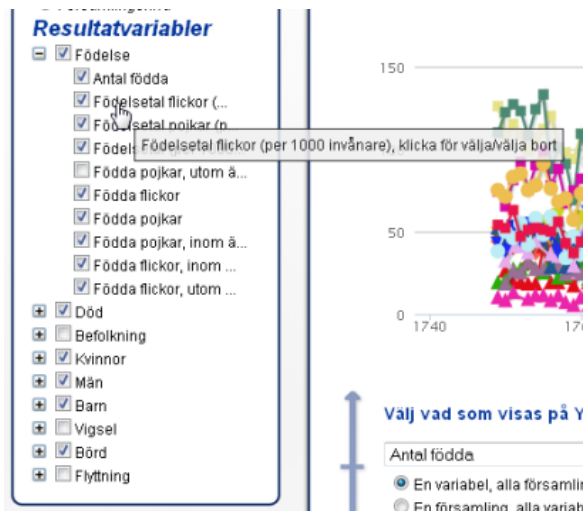 Resultatvariabler
Födelse
Antal födda
Födelsetal flickor (...
Födelsetal pojkar (p
Födels
Födelsetal flickor (per 1000 invånare), klicka för välja/välja bort
Födda pojkar, utom ä...
Födda flickor
Födda pojkar
Födda pojkar, inom ä...
Födda flickor, inom ...
Födda flickor, utom ...
Död
Befolkning
Kvinnor
Män
Barn
Vigsel
Börd
Flyttning
150
50
0
1740
Välj vad som visas på Y
Antal födda
En variabel, alla församlin
En församling, alla variab